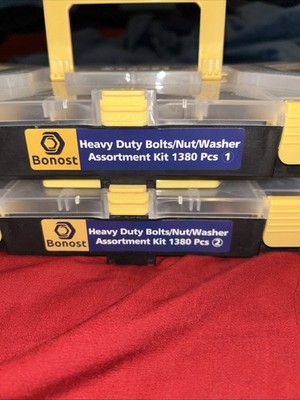 Bonost
Heavy Duty Bolts/Nut/Washer
Assortment Kit 1380 Pcs 1
Bonost
Heavy Duty Bolts/Nut/Washer
Assortment Kit 1380 Pcs ②